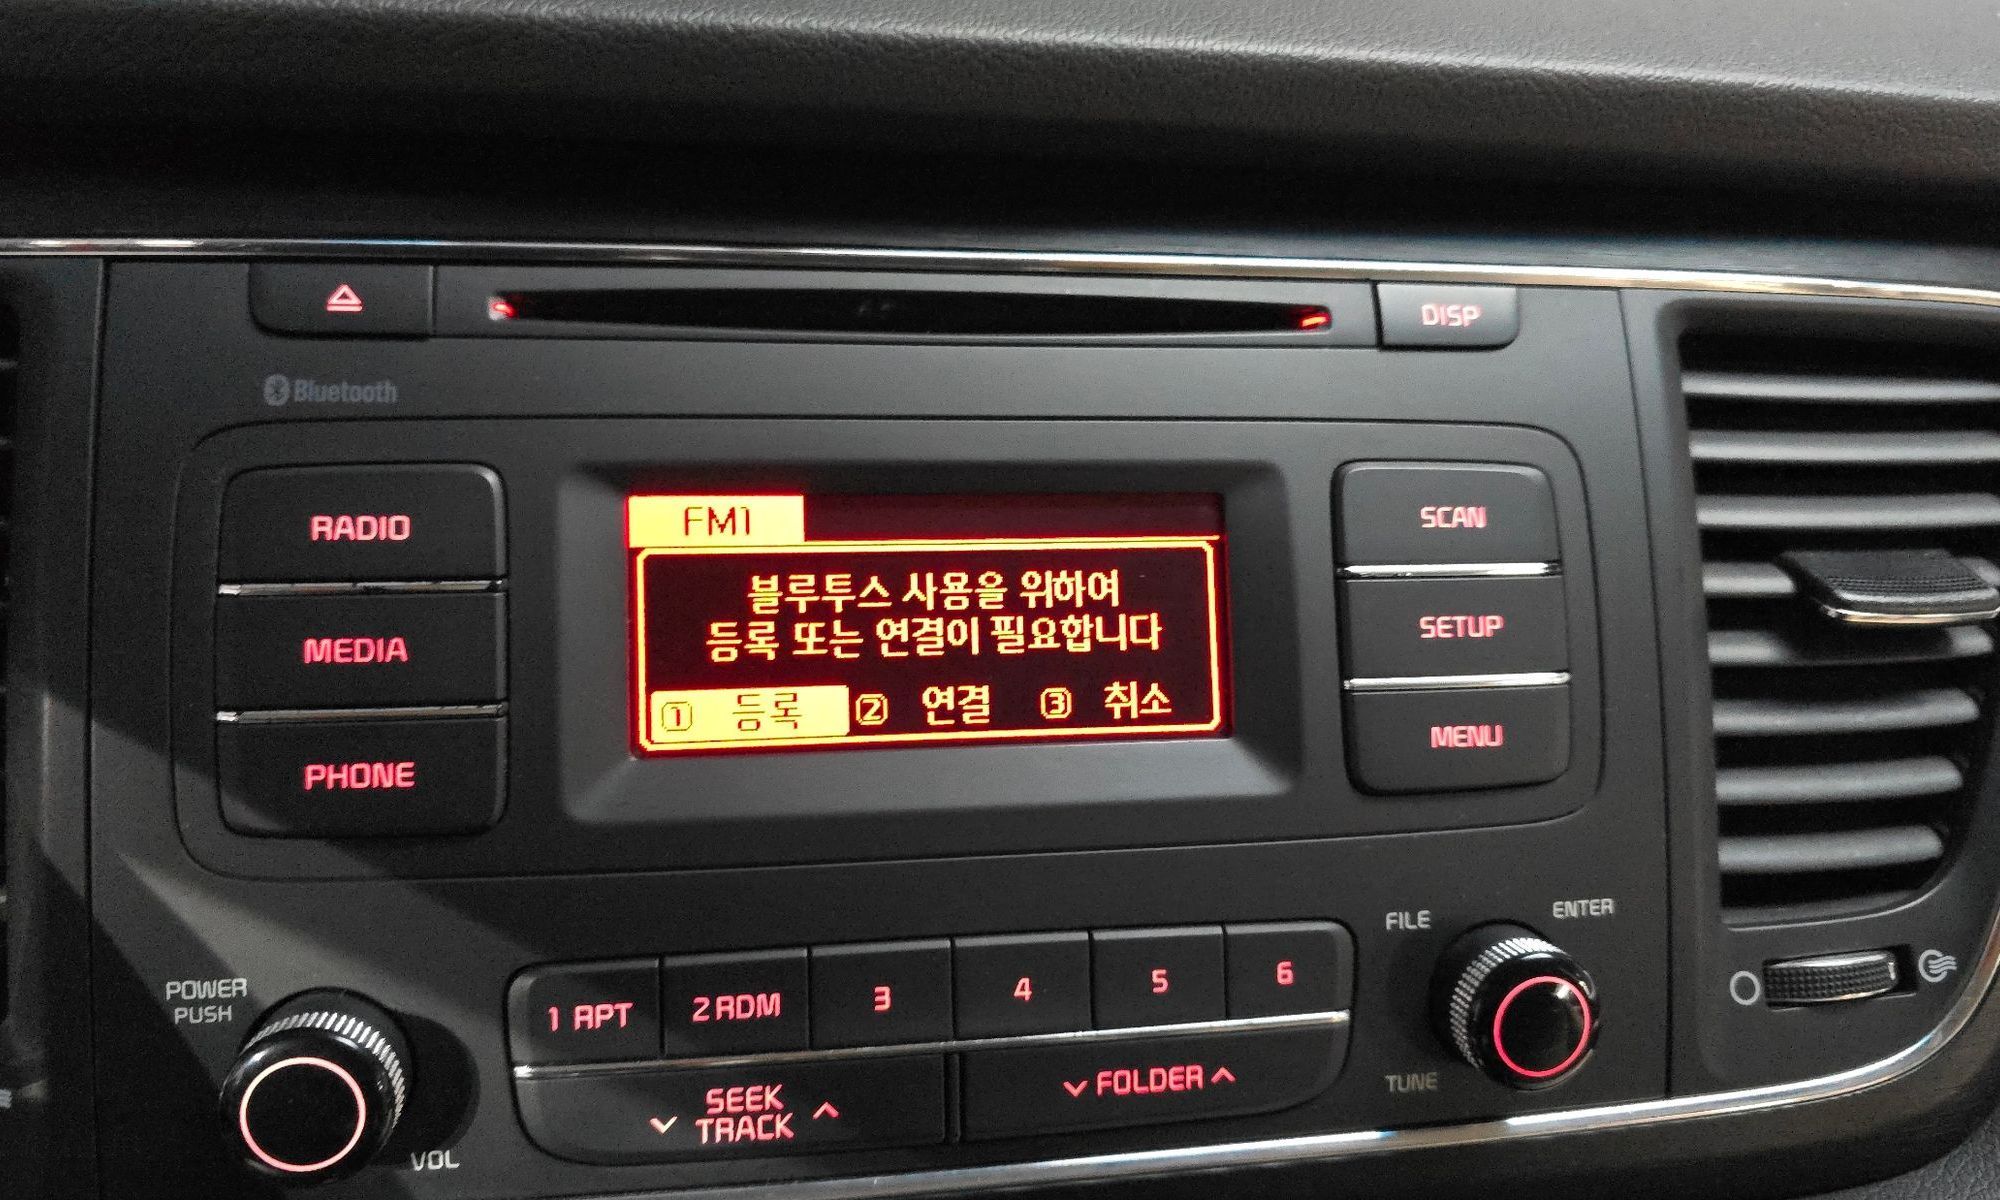 DISP
Bluetooth
RADIO
MEDIA
PHONE
FM1
블루투스 사용을 위하여
등록 또는 연결이 필요합니다
1 등록 2 연결 3 취소
SCAN
SETUP
MENU
POWER
PUSH
VOL
1 RPT
2 RDM
3
4
5
6
SEEK
TRACK
FOLDER
FILE
ENTER
TUNE